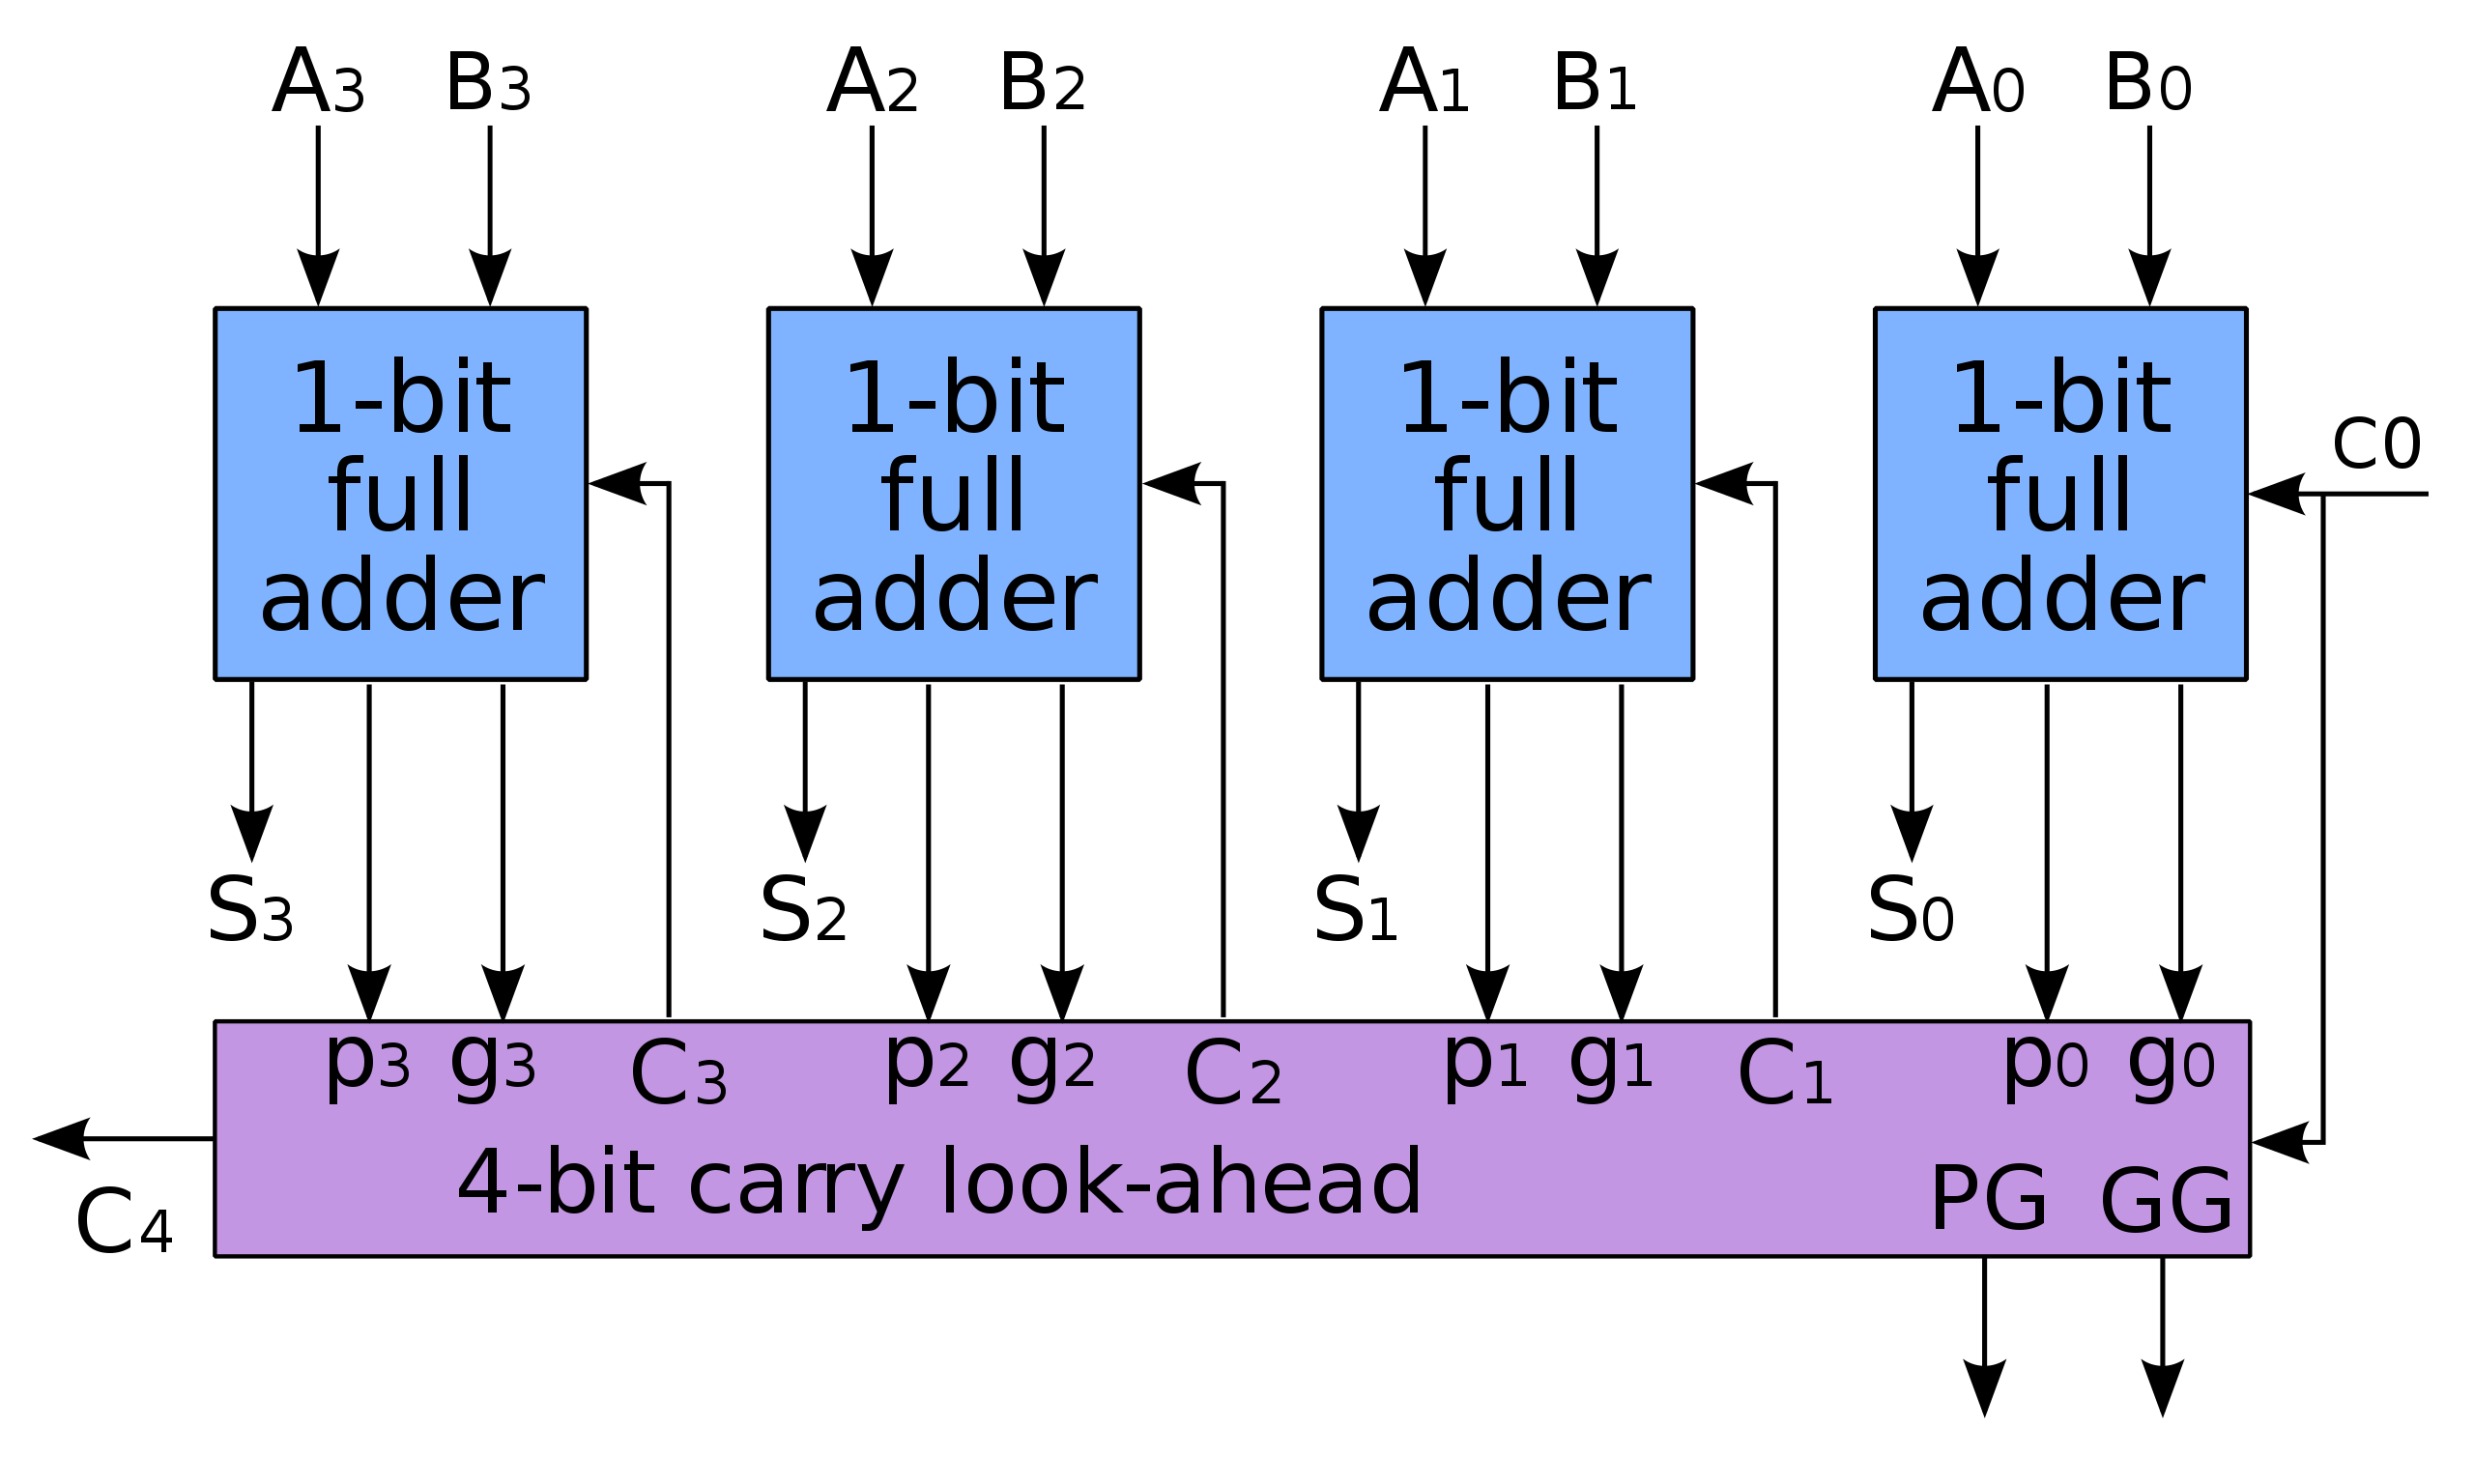 A3 B3 A2 B2 A1 B1 A0 B0
1-bit full adder
1-bit full adder
1-bit full adder
1-bit full adder
C0
S3 S2 S1 S0
p3 g3 C3 p2 g2 C2 p1 g1 C1 p0 g0
4-bit carry look-ahead
PG GG
C4